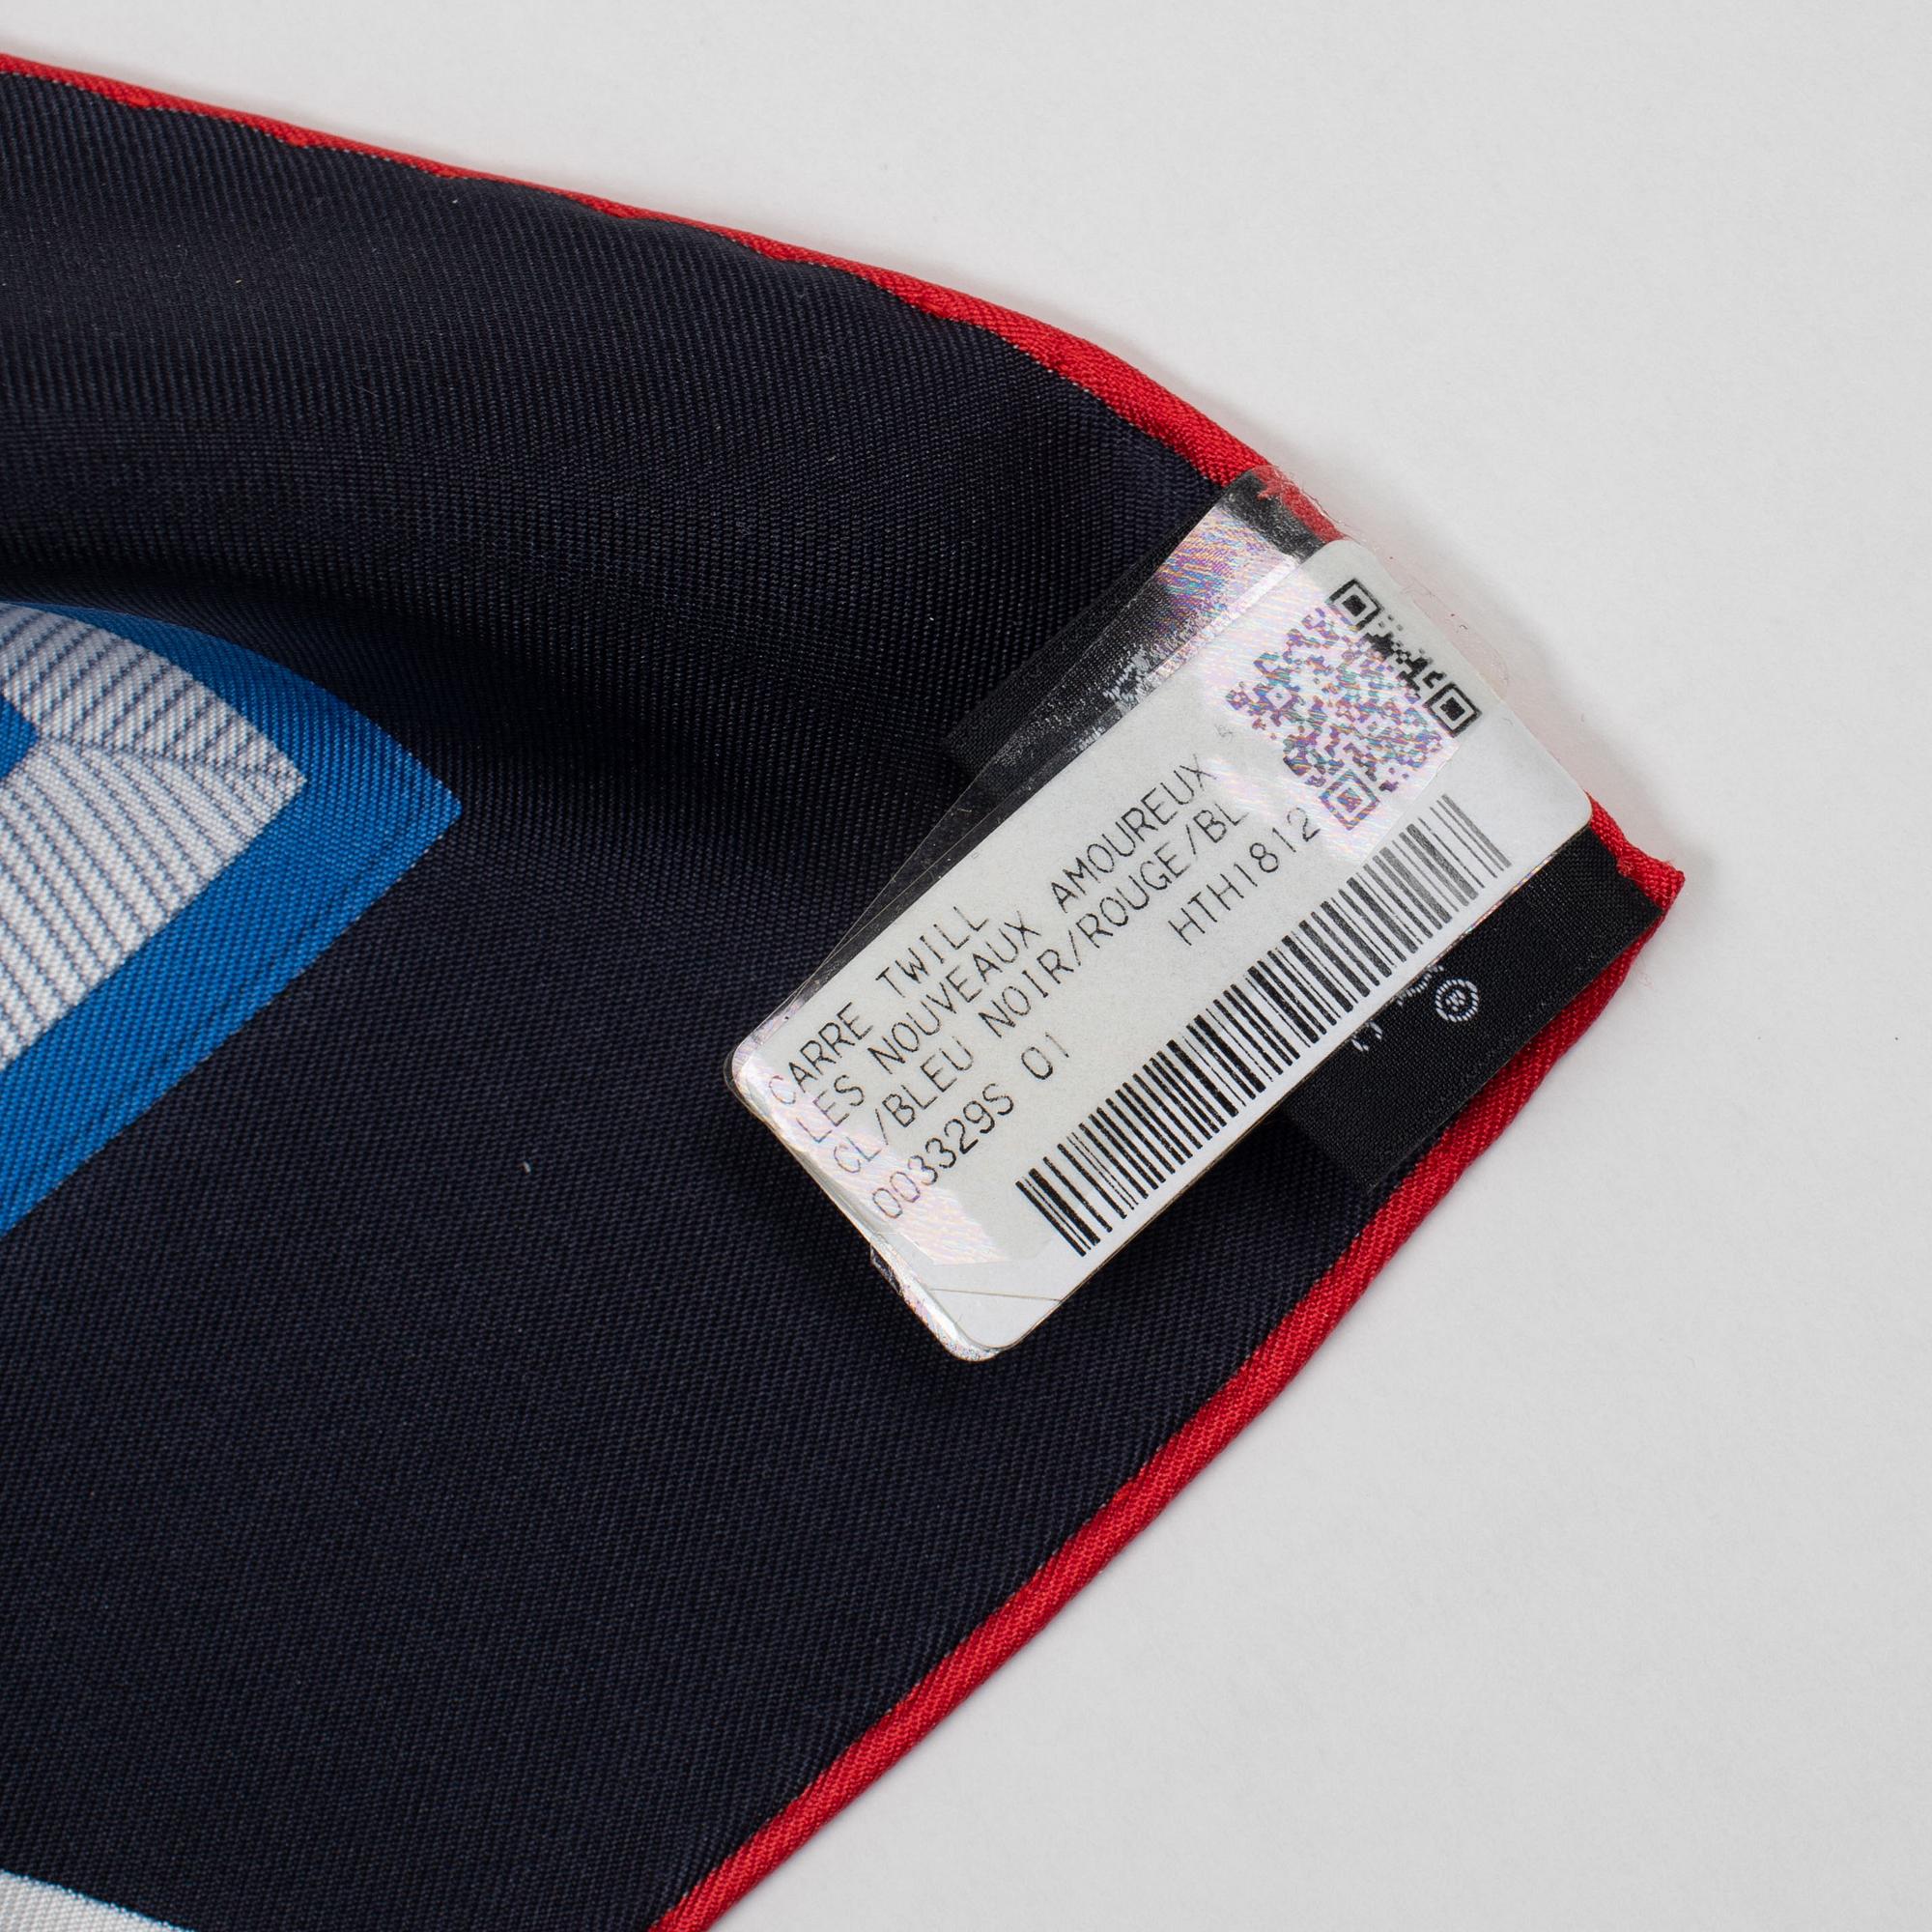 CARRE TWILL
LES NOUVEAUX AMOUREUX
CL/BLEU NOIR/ROUGE/BL
003329S 01
HTH1812